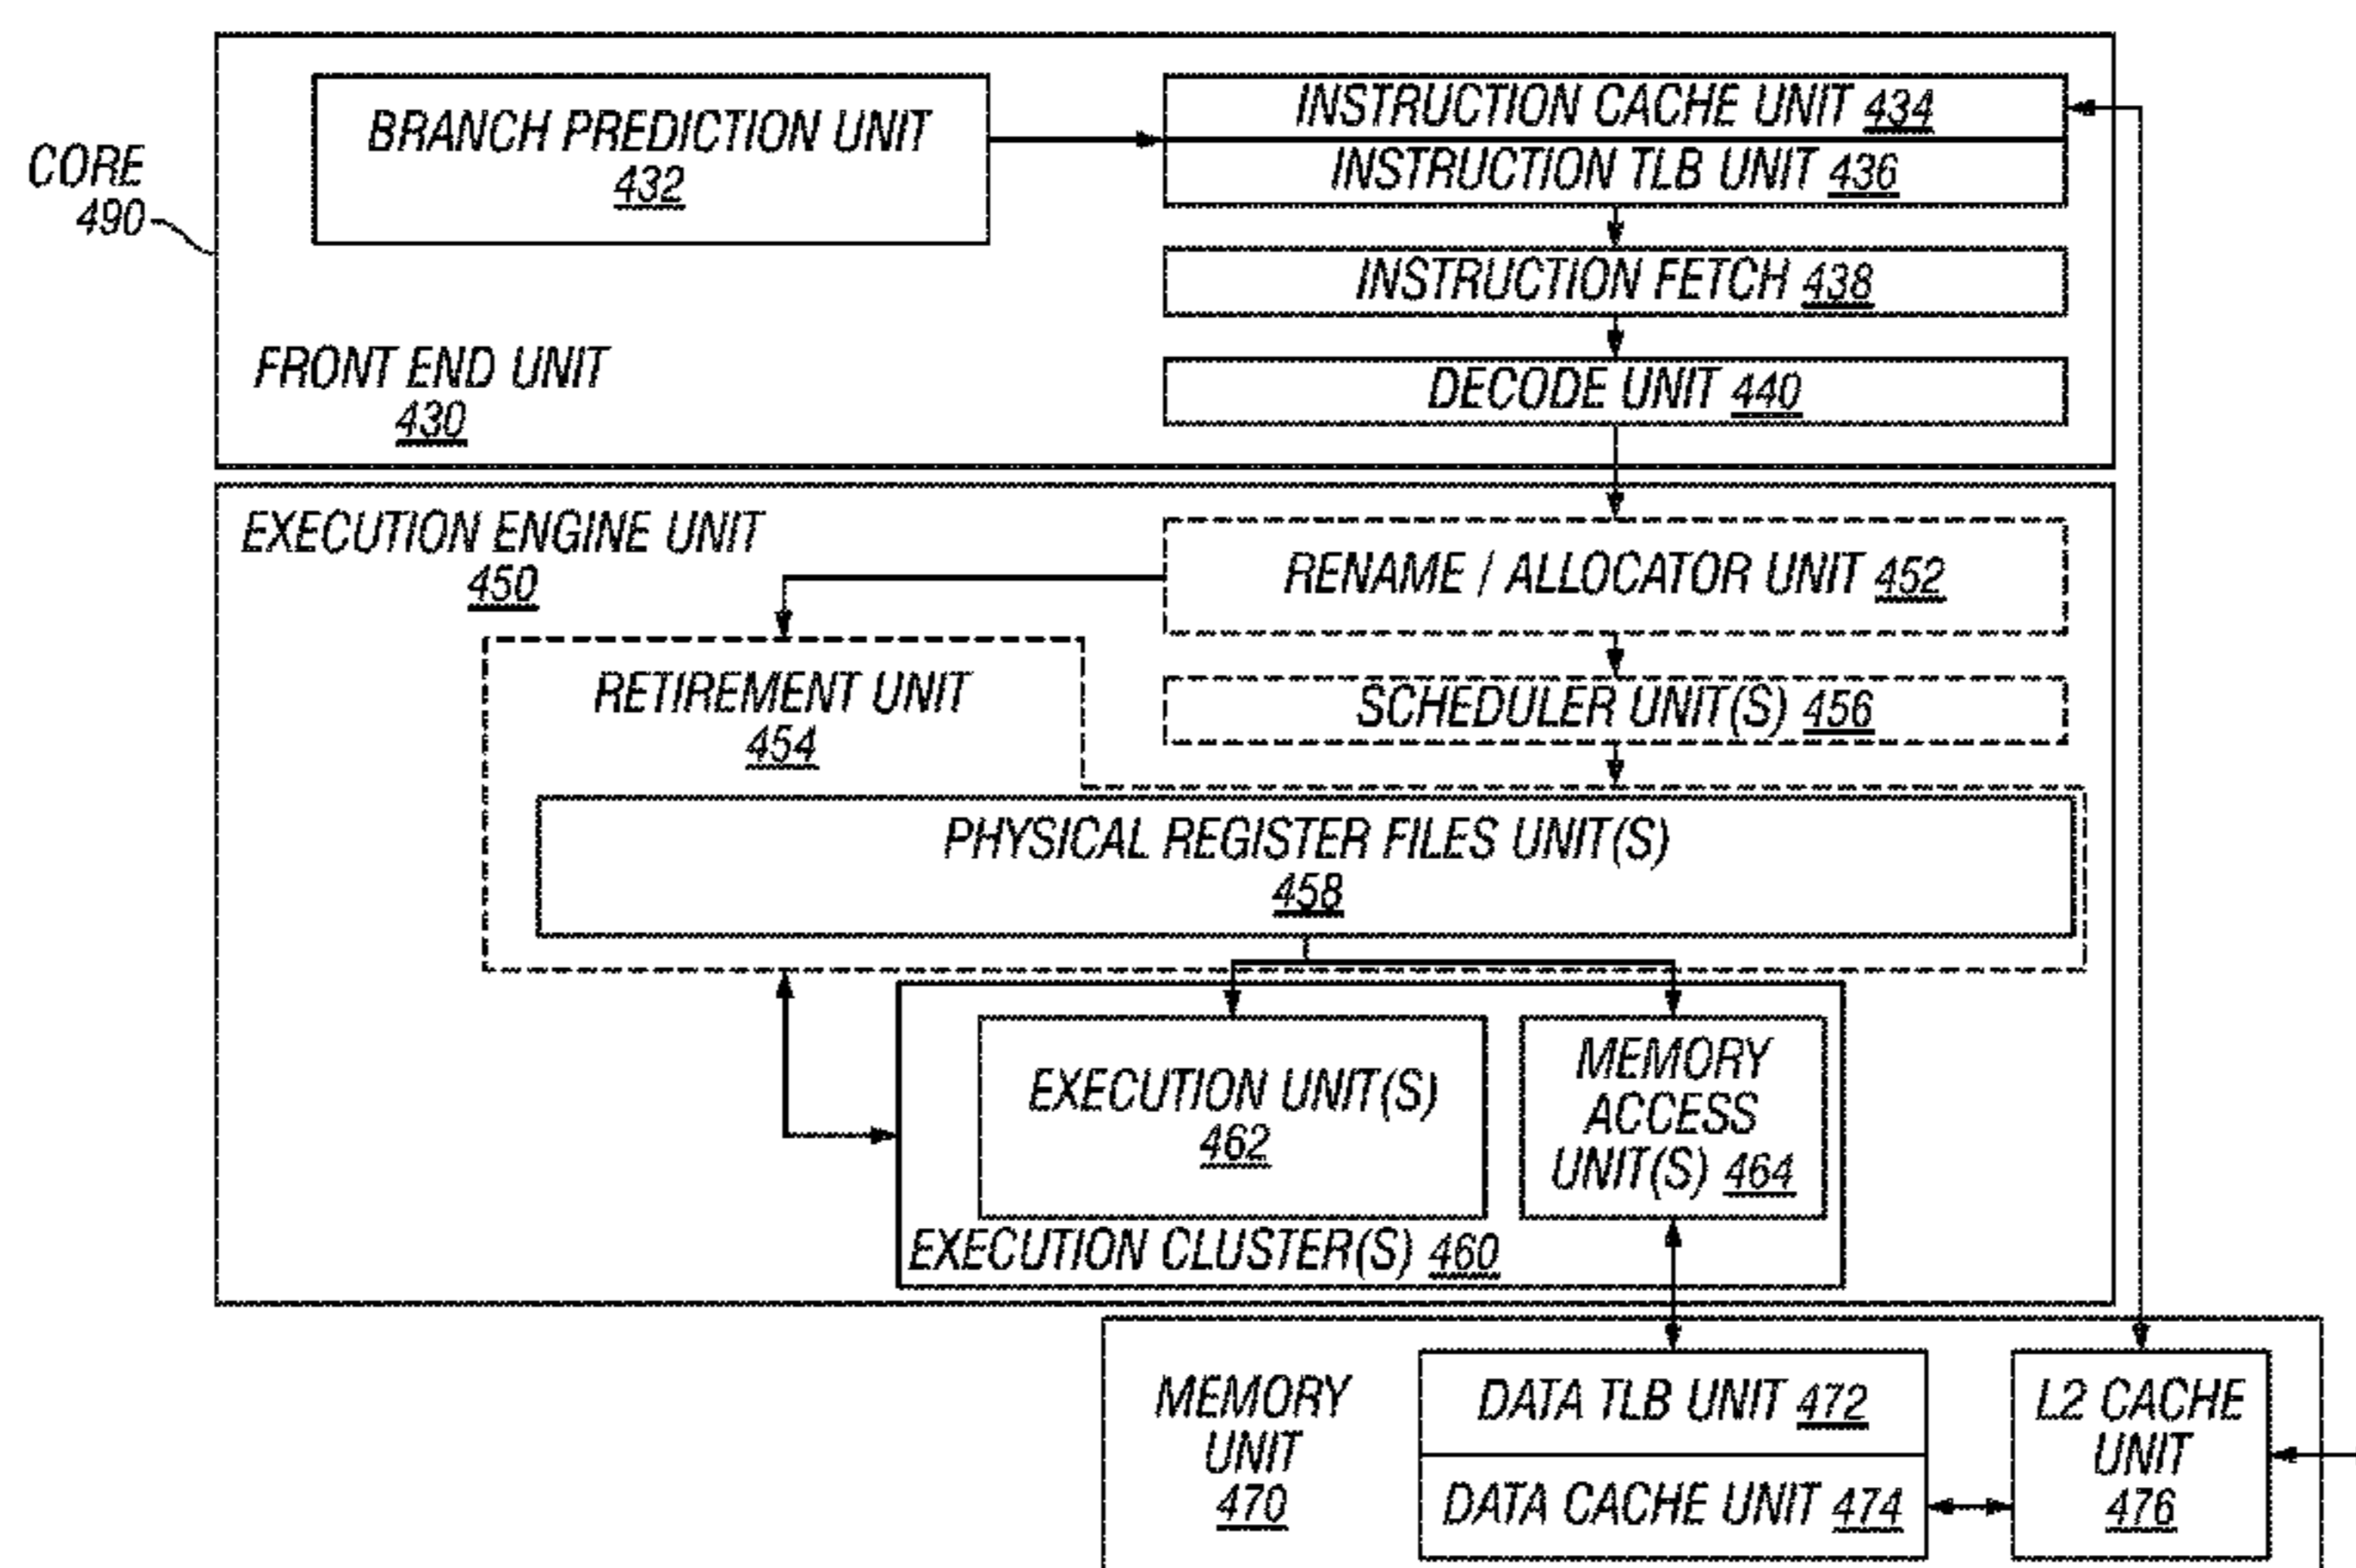 CORE
490
BRANCH PREDICTION UNIT
432
INSTRUCTION CACHE UNIT 434
INSTRUCTION TLB UNIT 436
INSTRUCTION FETCH 438
DECODE UNIT 440
FRONT END UNIT
430
EXECUTION ENGINE UNIT
450
RENAME / ALLOCATOR UNIT 452
RETIREMENT UNIT
454
SCHEDULER UNIT(S) 456
PHYSICAL REGISTER FILES UNIT(S)
458
EXECUTION UNIT(S)
462
MEMORY
ACCESS
UNIT(S) 464
EXECUTION CLUSTER(S) 460
MEMORY
UNIT
470
DATA TLB UNIT 472
DATA CACHE UNIT 474
L2 CACHE
UNIT
476